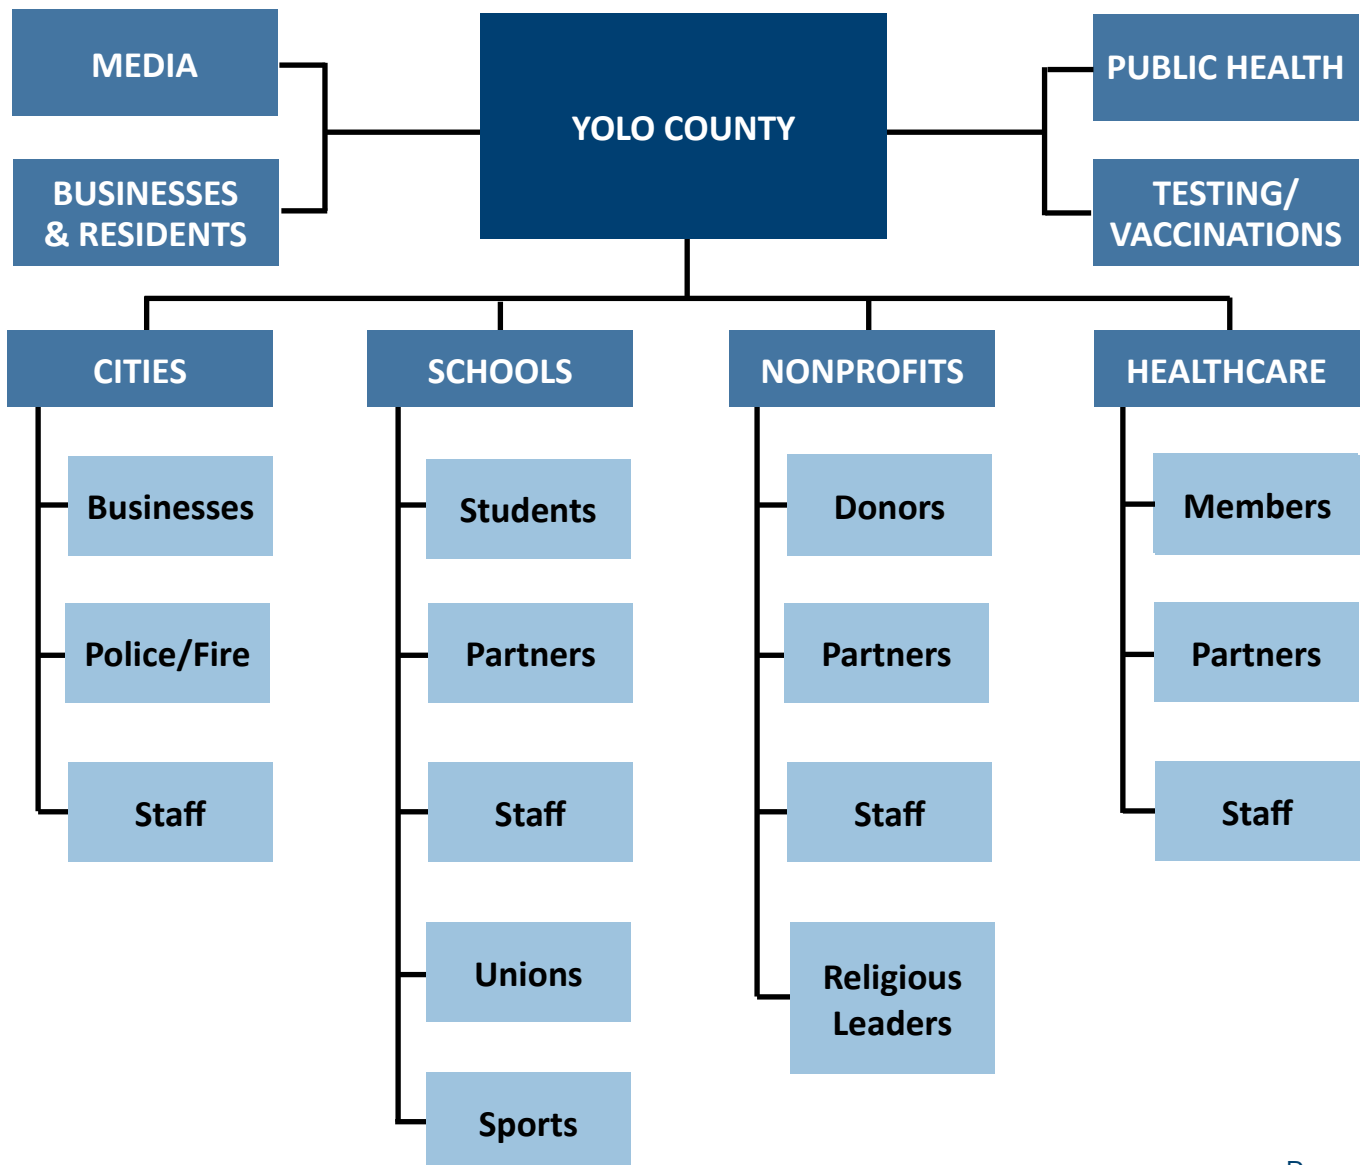 MEDIA
YOLO COUNTY
PUBLIC HEALTH
BUSINESSES
& RESIDENTS
TESTING/
VACCINATIONS
CITIES
SCHOOLS
NONPROFITS
HEALTHCARE
Businesses
Students
Donors
Members
Police/Fire
Partners
Partners
Partners
Staff
Staff
Staff
Staff
Unions
Religious
Leaders
Sports